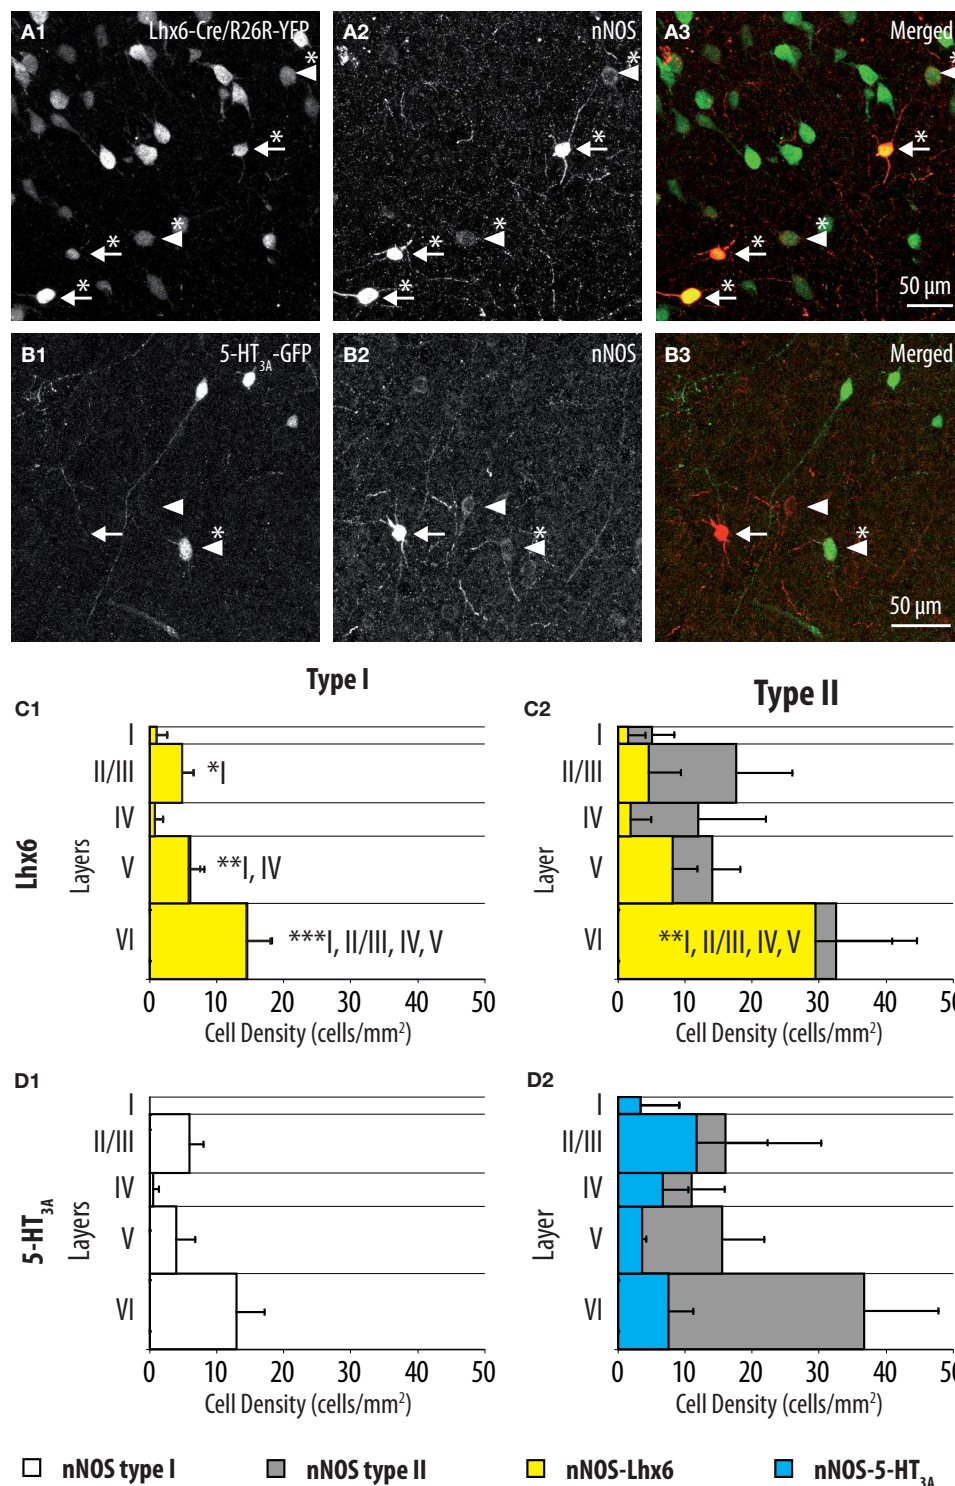 A1 Lhx6-Cre/R26R-YFP *
A2 nNOS *
A3 Merged *
*
*
*
*
*
*
*
*
*
*
*
*
50 µm
B1 5-HT3A-GFP
B2 nNOS
B3 Merged
*
*
*
50 µm
Type I
Type II
C1
C2
Lhx6
Layers
I
II/III *I
IV
V **I, IV
VI ***I, II/III, IV, V
0 10 20 30 40 50
Cell Density (cells/mm²)
Layer
I
II/III
IV
V
VI **I, II/III, IV, V
0 10 20 30 40 50
Cell Density (cells/mm²)
D1
D2
5-HT3A
Layers
I
II/III
IV
V
VI
0 10 20 30 40 50
Cell Density (cells/mm²)
Layer
I
II/III
IV
V
VI
0 10 20 30 40 50
Cell Density (cells/mm²)
nNOS type I
nNOS type II
nNOS-Lhx6
nNOS-5-HT3A